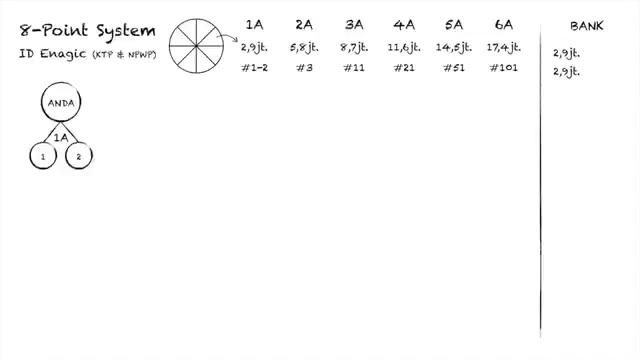 8-Point System
ID Enagic (KTP & NPWP)
1A 2A 3A 4A 5A 6A
2,9jt. 5,8jt. 8,7jt. 11,6jt. 14,5jt. 17,4jt.
#1-2 #3 #11 #21 #51 #101
BANK
2,9jt.
2,9jt.
ANDA
1A
1 2